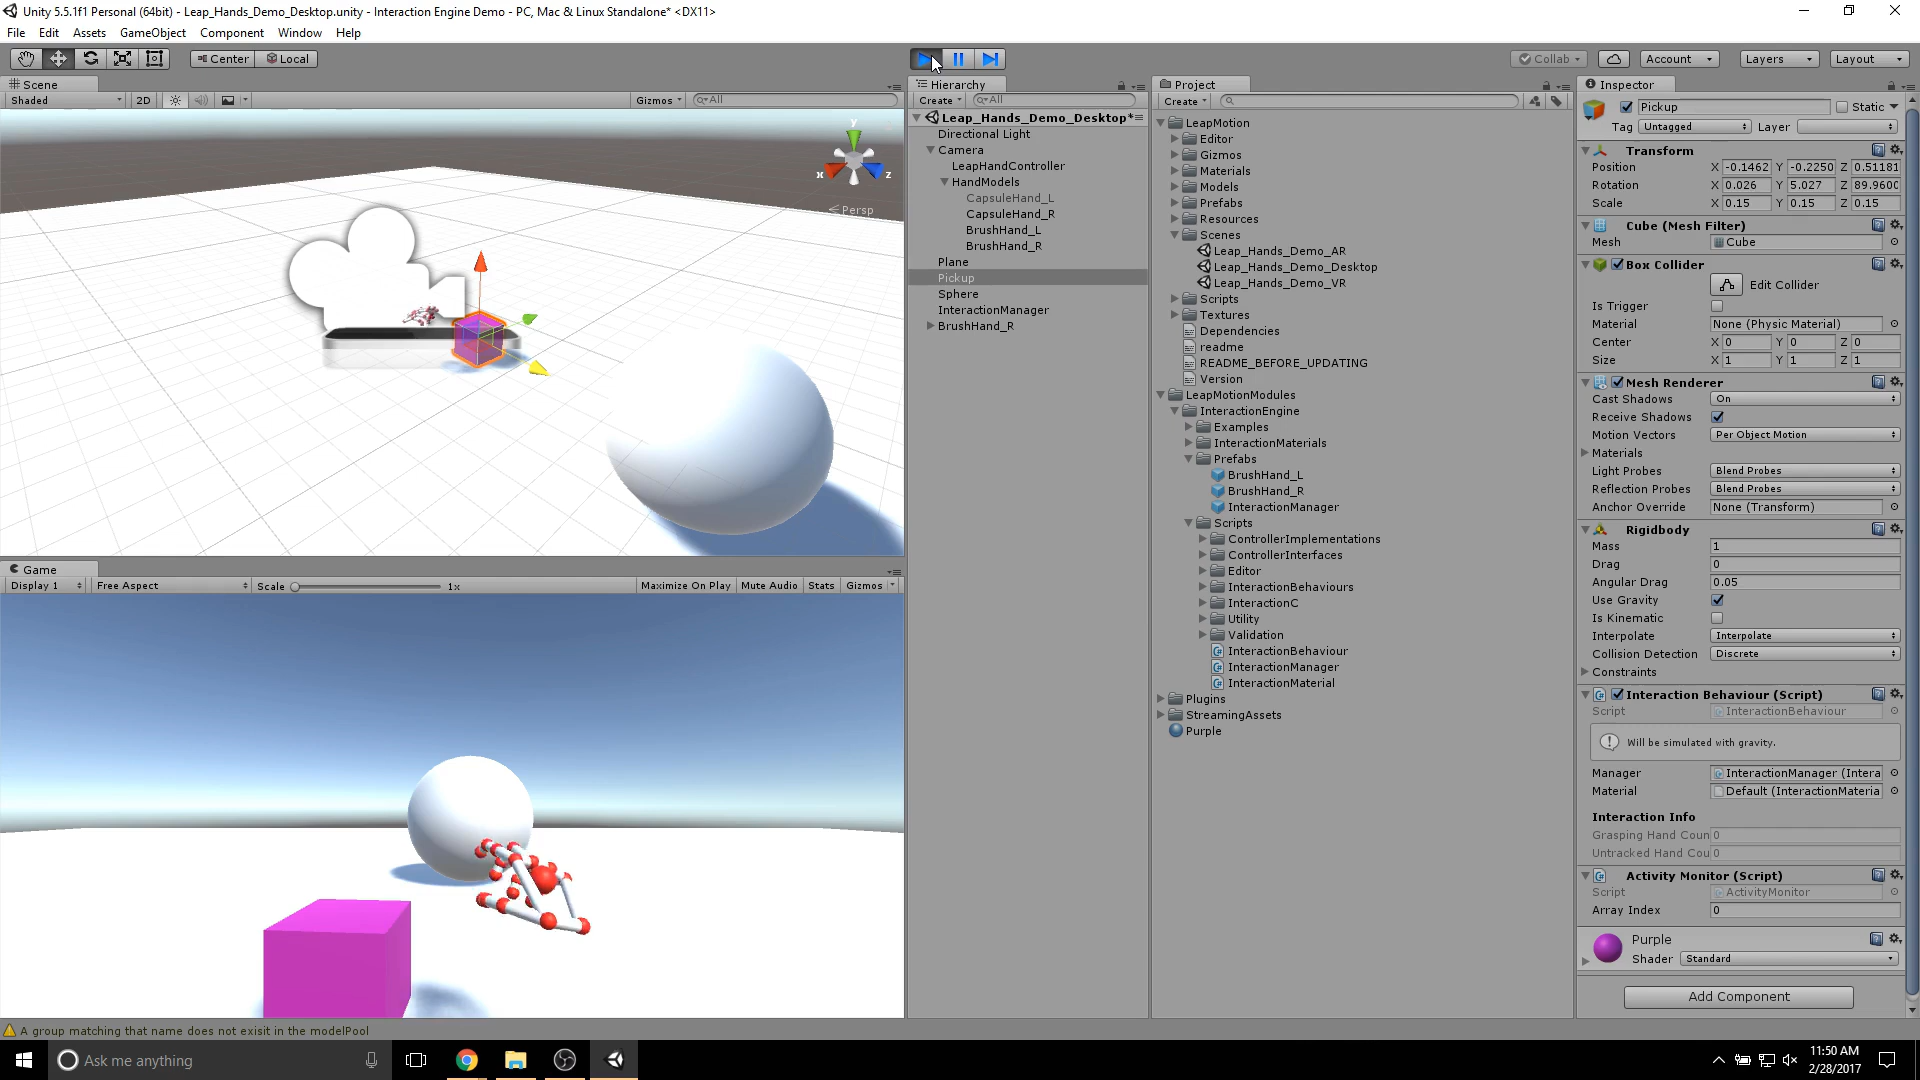 Unity 5.5.1f1 Personal (64bit) - Leap_Hands_Demo_Desktop.unity - Interaction Engine Demo - PC, Mac & Linux Standalone* <DX11>
File Edit Assets GameObject Component Window Help
Center Local
Collab Account Layers Layout
Scene
Shaded 2D Gizmos All
y
x
z
Persp
Game
Display 1 Free Aspect Scale 1x Maximize On Play Mute Audio Stats Gizmos
A group matching that name does not exisit in the modelPool
Hierarchy
Create All
Leap_Hands_Demo_Desktop*
Directional Light
Camera
LeapHandController
HandModels
CapsuleHand_L
CapsuleHand_R
BrushHand_L
BrushHand_R
Plane
Pickup
Sphere
InteractionManager
BrushHand_R
Project
Create
LeapMotion
Editor
Gizmos
Materials
Models
Prefabs
Resources
Scenes
Leap_Hands_Demo_AR
Leap_Hands_Demo_Desktop
Leap_Hands_Demo_VR
Scripts
Textures
Dependencies
readme
README_BEFORE_UPDATING
Version
LeapMotionModules
InteractionEngine
Examples
InteractionMaterials
Prefabs
BrushHand_L
BrushHand_R
InteractionManager
Scripts
ControllerImplementations
ControllerInterfaces
Editor
InteractionBehaviours
InteractionC
Utility
Validation
InteractionBehaviour
InteractionManager
InteractionMaterial
Plugins
StreamingAssets
Purple
Inspector
Pickup Static
Tag Untagged Layer
Transform
Position X -0.1462 Y -0.2250 Z 0.51181
Rotation X 0.026 Y 5.027 Z 89.9600
Scale X 0.15 Y 0.15 Z 0.15
Cube (Mesh Filter)
Mesh Cube
Box Collider
Edit Collider
Is Trigger
Material None (Physic Material)
Center X 0 Y 0 Z 0
Size X 1 Y 1 Z 1
Mesh Renderer
Cast Shadows On
Receive Shadows
Motion Vectors Per Object Motion
Materials
Light Probes Blend Probes
Reflection Probes Blend Probes
Anchor Override None (Transform)
Rigidbody
Mass 1
Drag 0
Angular Drag 0.05
Use Gravity
Is Kinematic
Interpolate Interpolate
Collision Detection Discrete
Constraints
Interaction Behaviour (Script)
Script InteractionBehaviour
Will be simulated with gravity.
Manager InteractionManager (Intera
Material Default (InteractionMateria
Interaction Info
Grasping Hand Coun 0
Untracked Hand Cou 0
Activity Monitor (Script)
Script ActivityMonitor
Array Index 0
Purple
Shader Standard
Add Component
Ask me anything
11:50 AM
2/28/2017